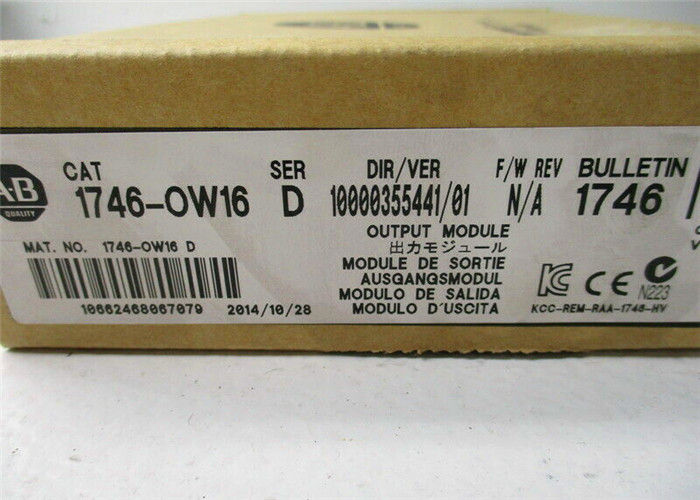 A-B
QUALITY
CAT
1746-OW16
SER
D
DIR/VER
10000355441/01
F/W REV
N/A
BULLETIN
1746
MAT. NO. 1746-OW16 D
10662468067079
2014/10/28
OUTPUT MODULE
出力モジュール
MODULE DE SORTIE
AUSGANGSMODUL
MODULO DE SALIDA
MODULO D'USCITA
CE
N223
KCC-REM-RAA-1746-HV